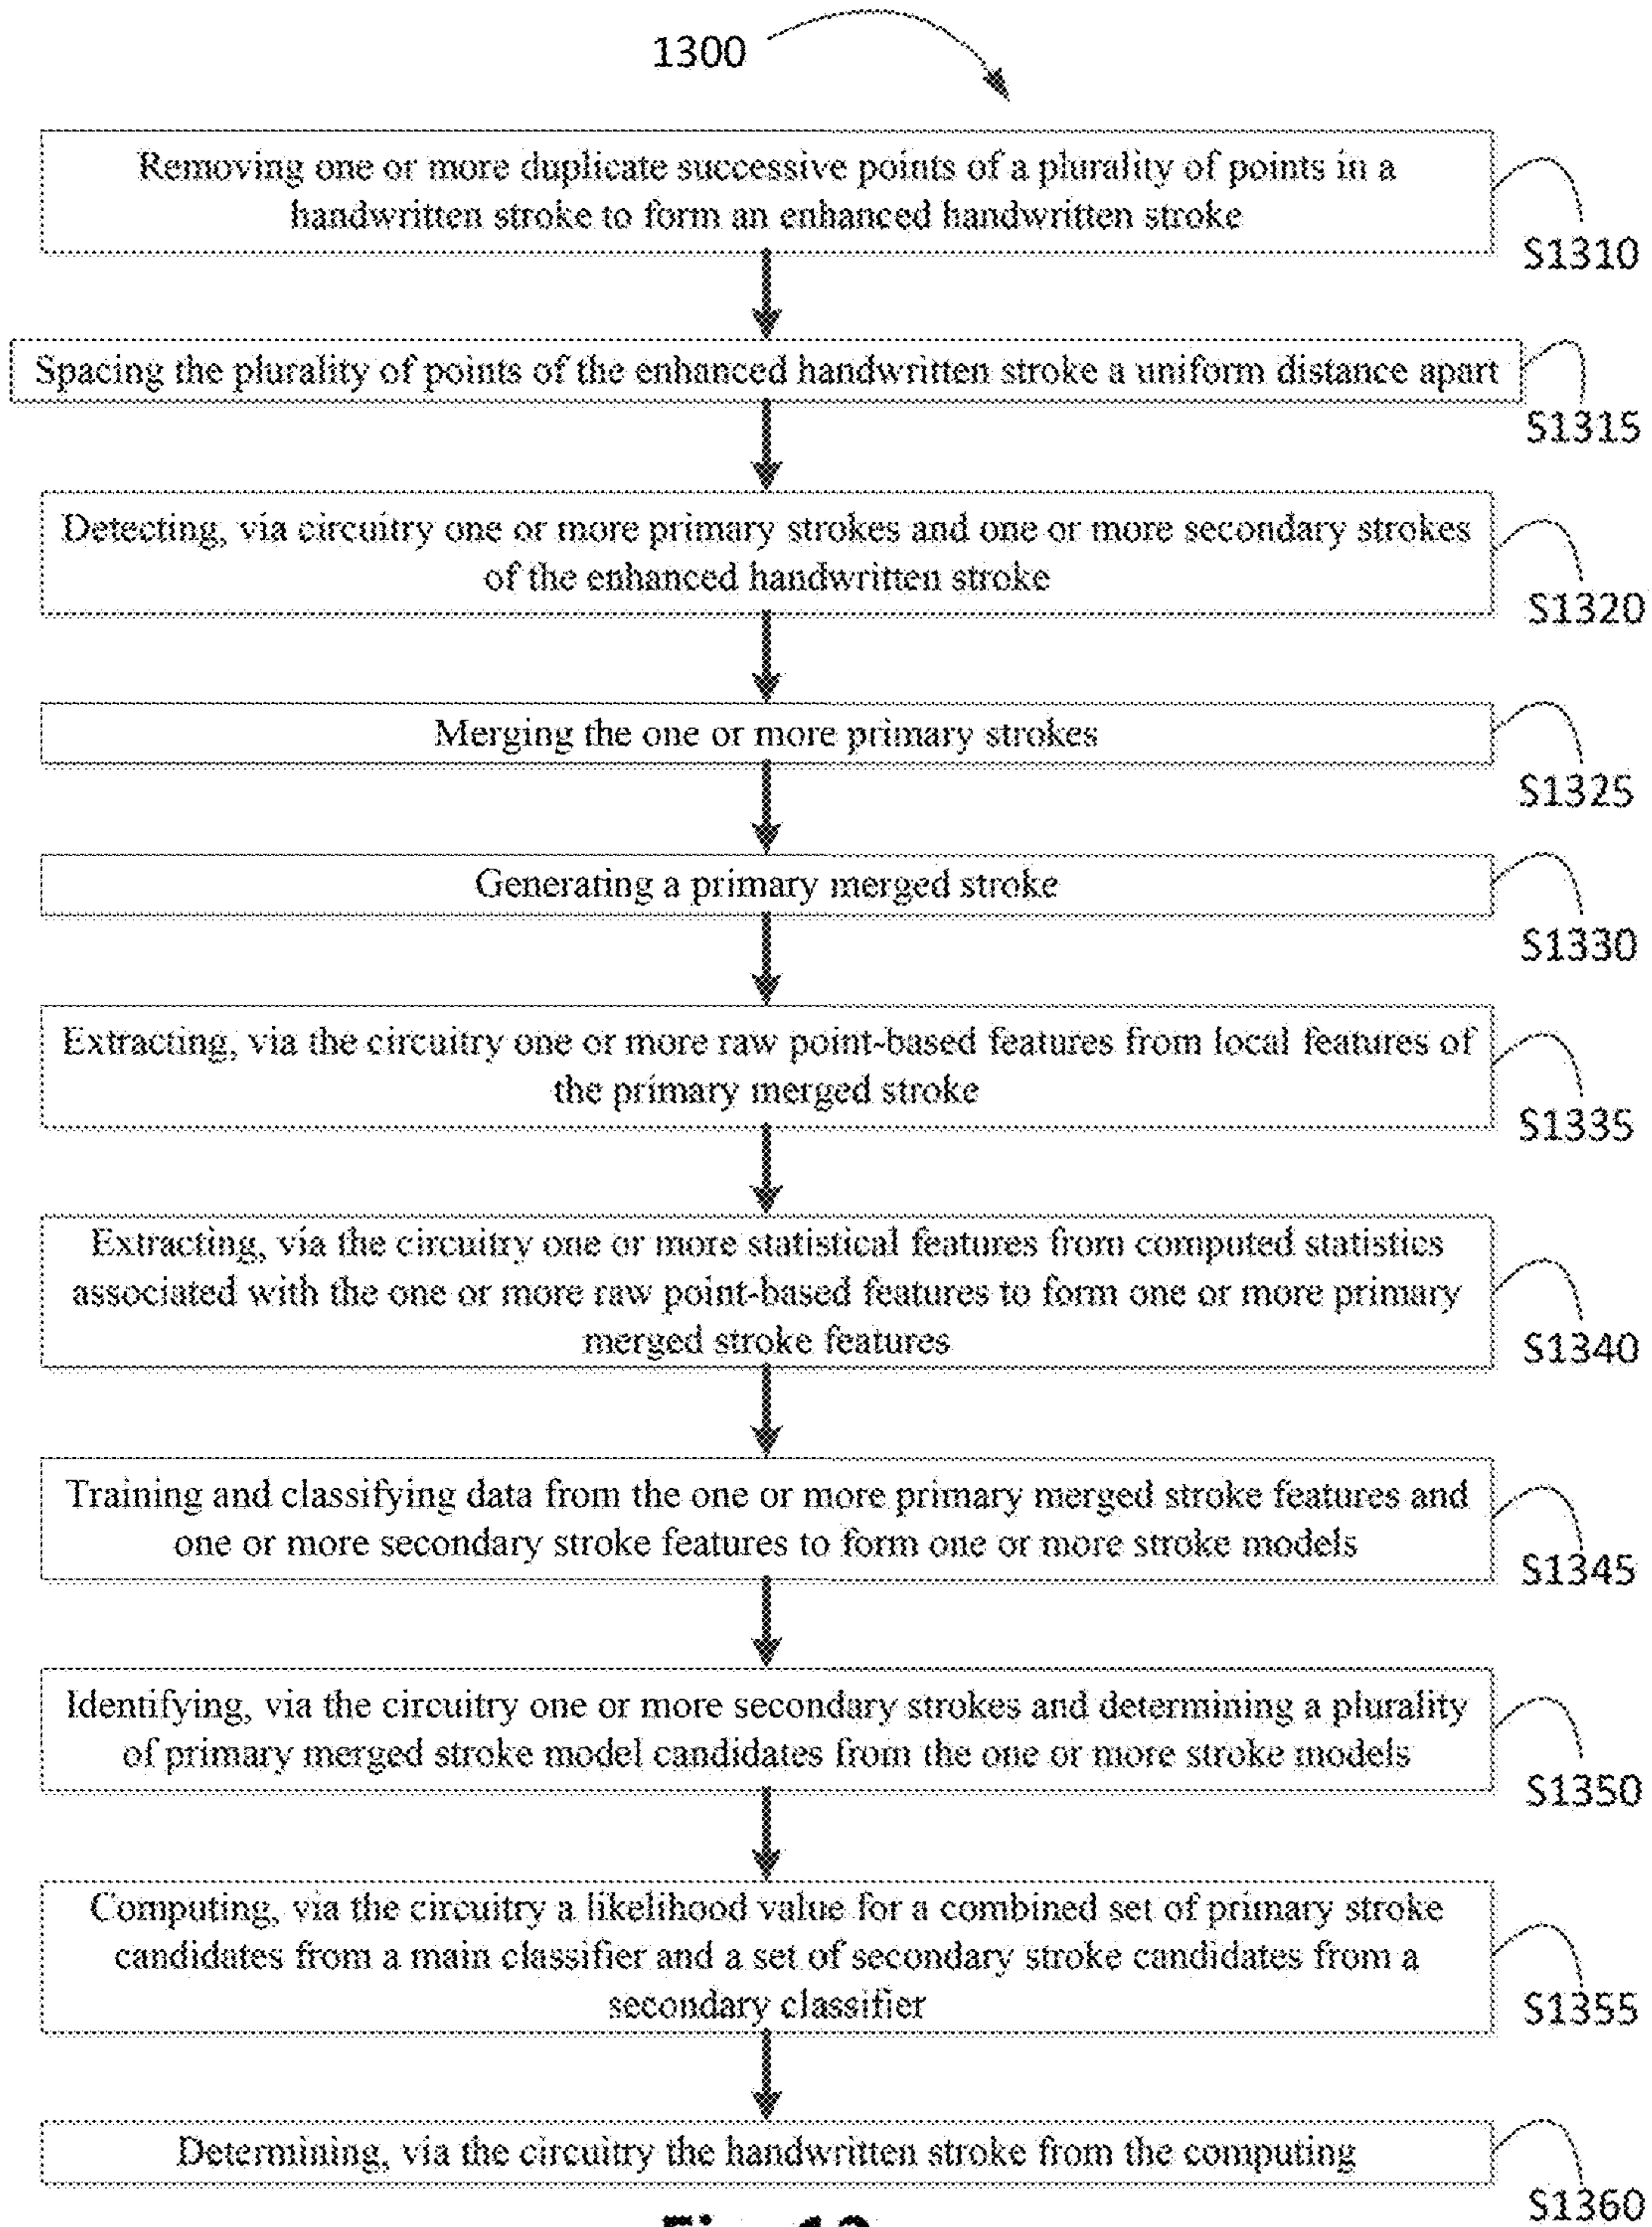 1300
Removing one or more duplicate successive points of a plurality of points in a
handwritten stroke to form an enhanced handwritten stroke
S1310
Spacing the plurality of points of the enhanced handwritten stroke a uniform distance apart
S1315
Detecting, via circuitry one or more primary strokes and one or more secondary strokes
of the enhanced handwritten stroke
S1320
Merging the one or more primary strokes
S1325
Generating a primary merged stroke
S1330
Extracting, via the circuitry one or more raw point-based features from local features of
the primary merged stroke
S1335
Extracting, via the circuitry one or more statistical features from computed statistics
associated with the one or more raw point-based features to form one or more primary
merged stroke features
S1340
Training and classifying data from the one or more primary merged stroke features and
one or more secondary stroke features to form one or more stroke models
S1345
Identifying, via the circuitry one or more secondary strokes and determining a plurality
of primary merged stroke model candidates from the one or more stroke models
S1350
Computing, via the circuitry a likelihood value for a combined set of primary stroke
candidates from a main classifier and a set of secondary stroke candidates from a
secondary classifier
S1355
Determining, via the circuitry the handwritten stroke from the computing
S1360